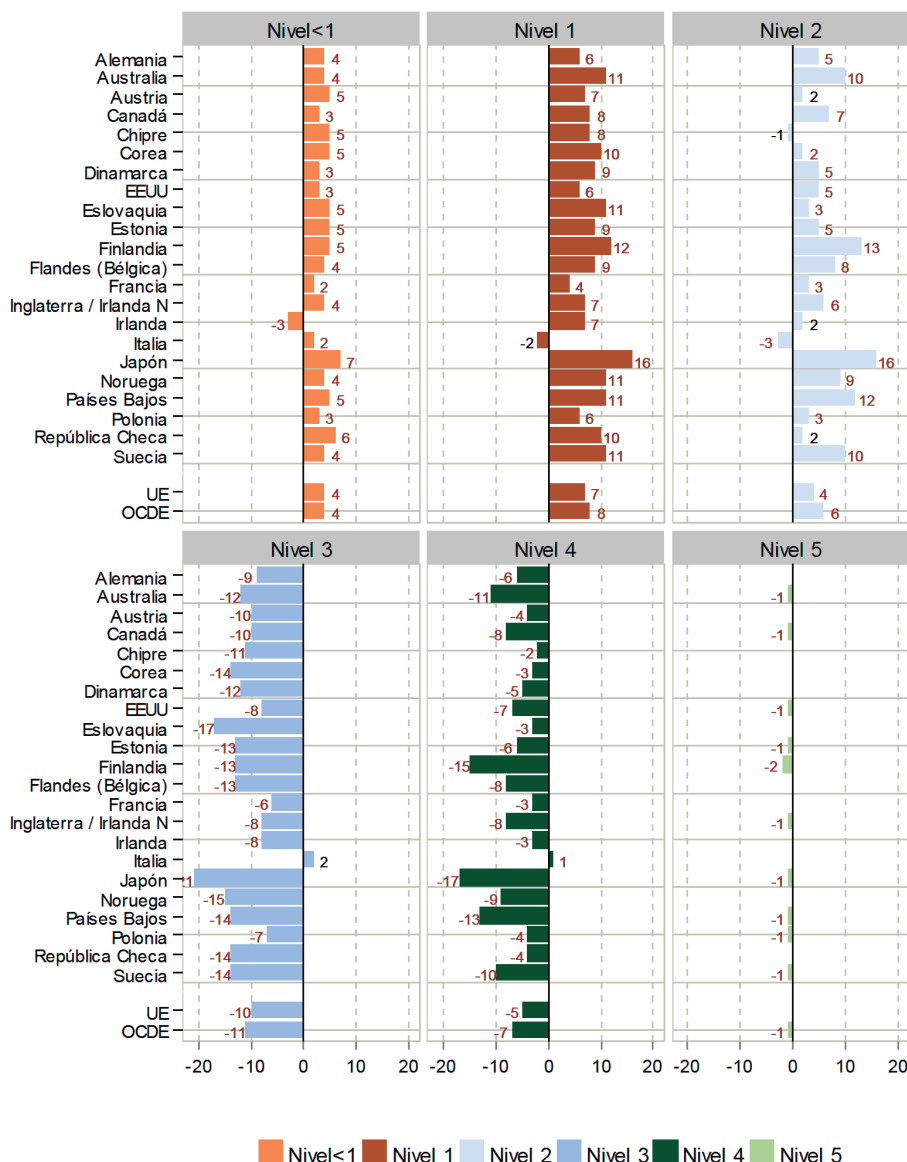 Nivel<1 Nivel 1 Nivel 2
Alemania 4 6 5
Australia 4 11 10
Austria 5 7 2
Canadá 3 8 7
Chipre 5 8 -1
Corea 5 10 2
Dinamarca 3 9 5
EEUU 3 6 5
Eslovaquia 5 11 3
Estonia 5 9 5
Finlandia 5 12 13
Flandes (Bélgica) 4 9 8
Francia 2 4 3
Inglaterra / Irlanda N 4 7 6
Irlanda -3 7 2
Italia 2 -2 -3
Japón 7 16 16
Noruega 4 11 9
Países Bajos 5 11 12
Polonia 3 6 3
República Checa 6 10 2
Suecia 4 11 10
UE 4 7 4
OCDE 4 8 6
Nivel 3 Nivel 4 Nivel 5
Alemania -9 -6
Australia -12 -11 -1
Austria -10 -4
Canadá -10 -8 -1
Chipre -11 -2
Corea -14 -3
Dinamarca -12 -5
EEUU -8 -7 -1
Eslovaquia -17 -3
Estonia -13 -6 -1
Finlandia -13 -15 -2
Flandes (Bélgica) -13 -8
Francia -6 -3
Inglaterra / Irlanda N -8 -8 -1
Irlanda -8 -3
Italia 2 1
Japón -17 -1
Noruega -15 -9
Países Bajos -14 -13 -1
Polonia -7 -4 -1
República Checa -14 -4
Suecia -14 -10 -1
UE -10 -5
OCDE -11 -7 -1
-20 -10 0 10 20 -20 -10 0 10 20 -20 -10 0 10 20
Nivel<1 Nivel 1 Nivel 2 Nivel 3 Nivel 4 Nivel 5